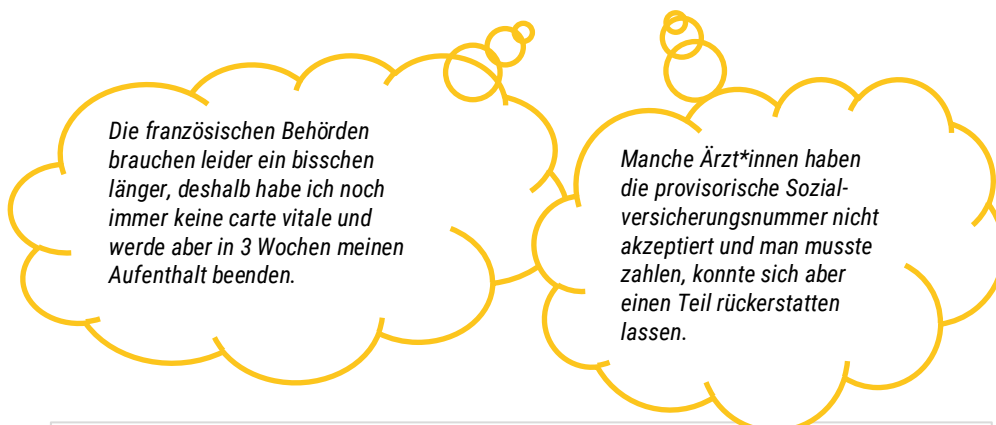 Die französischen Behörden
brauchen leider ein bisschen
länger, deshalb habe ich noch
immer keine carte vitale und
werde aber in 3 Wochen meinen
Aufenthalt beenden.
Manche Ärzt*innen haben
die provisorische Sozial-
versicherungsnummer nicht
akzeptiert und man musste
zahlen, konnte sich aber
einen Teil rückerstatten
lassen.